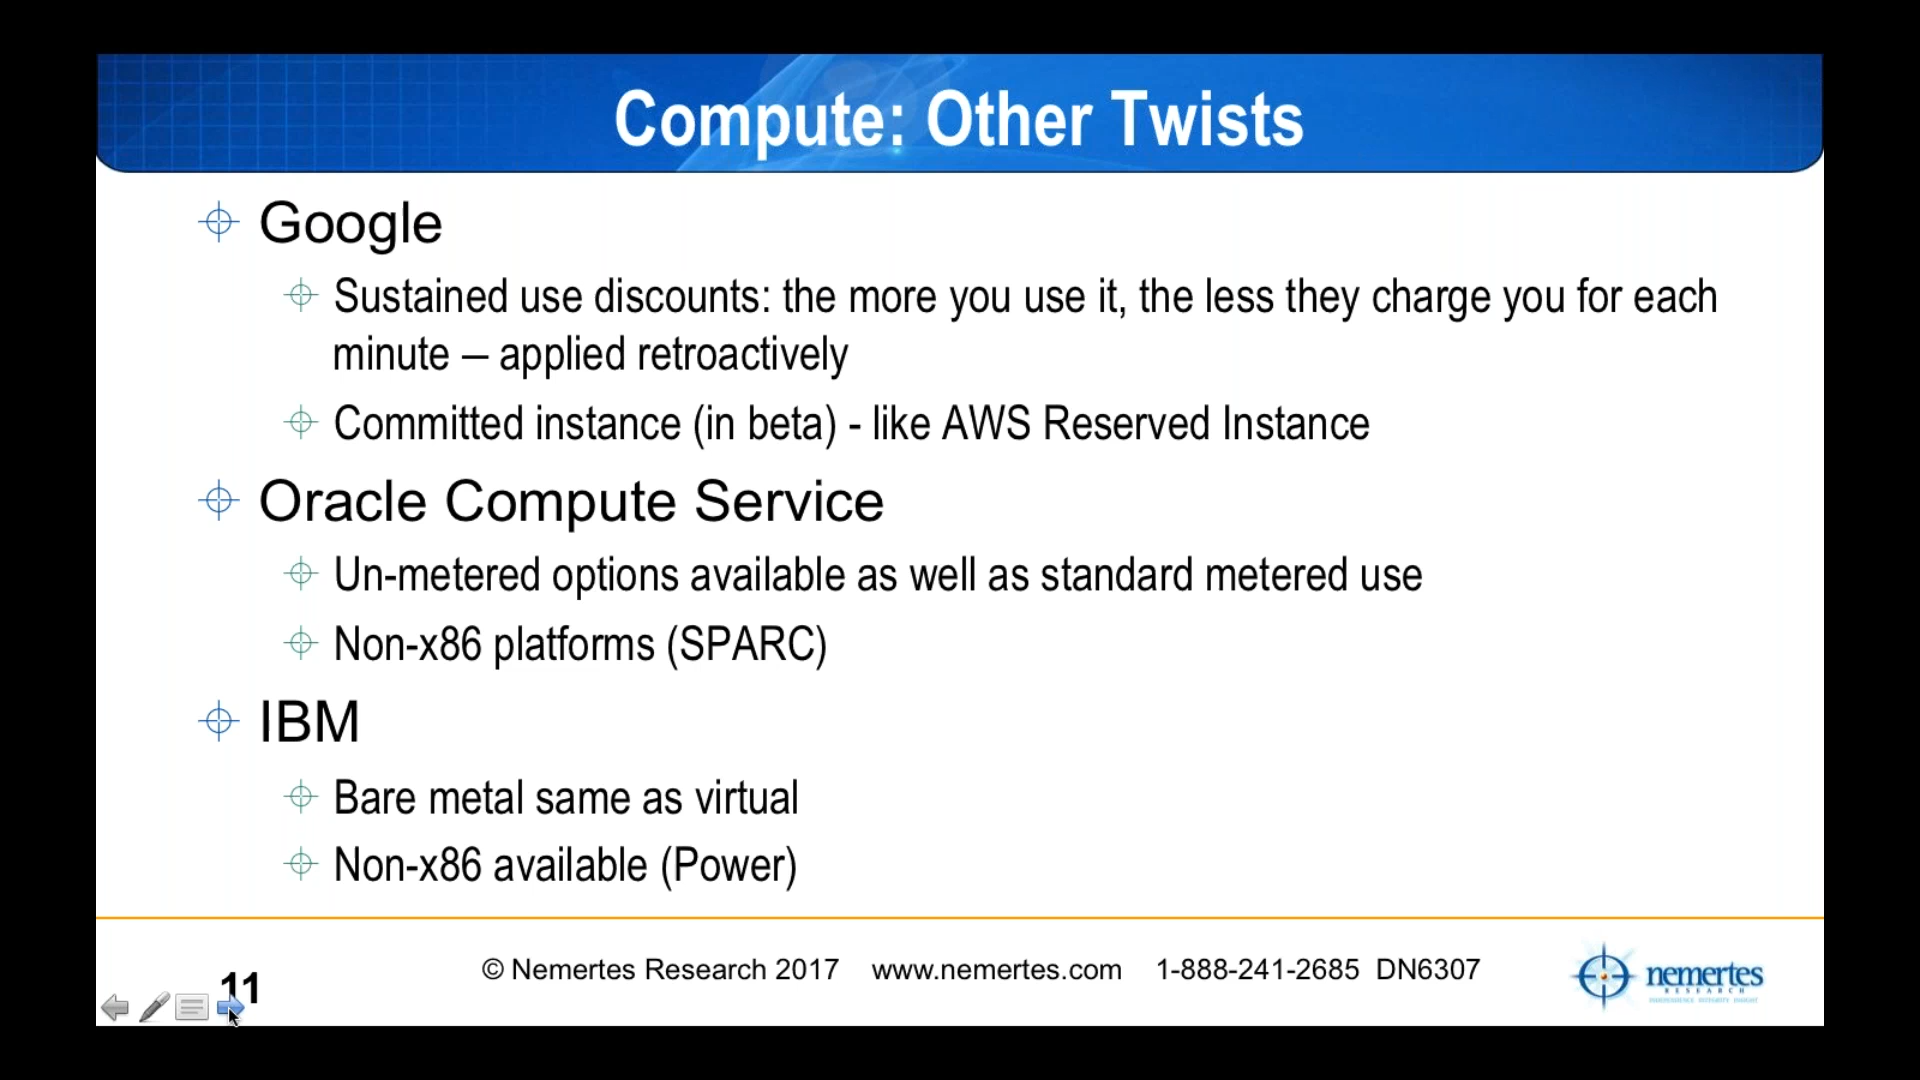 Compute: Other Twists
Google
Sustained use discounts: the more you use it, the less they charge you for each
minute – applied retroactively
Committed instance (in beta) - like AWS Reserved Instance
Oracle Compute Service
Un-metered options available as well as standard metered use
Non-x86 platforms (SPARC)
IBM
Bare metal same as virtual
Non-x86 available (Power)
11
© Nemertes Research 2017 www.nemertes.com 1-888-241-2685 DN6307
nemertes
RESEARCH
INDEPENDENCE INTEGRITY INSIGHT